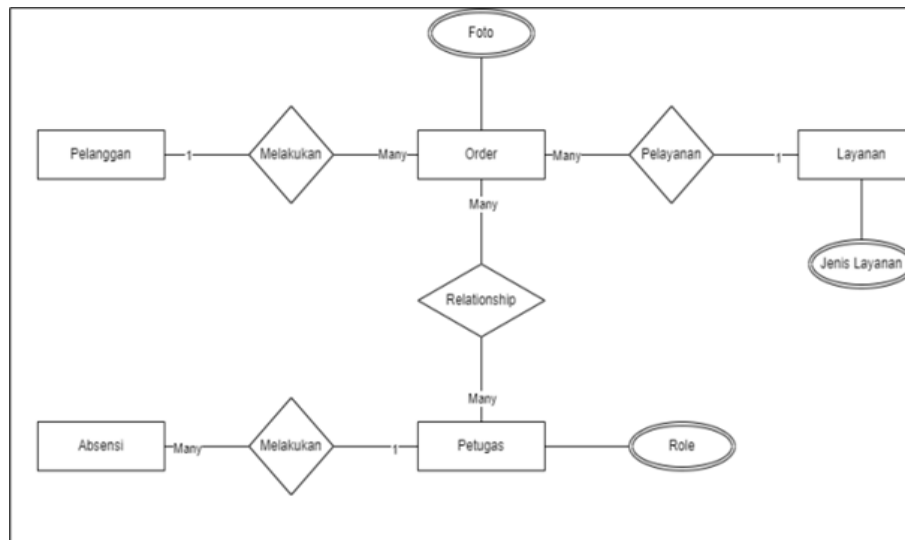 Foto
Pelanggan
1
Melakukan
Many
Order
Many
Pelayanan
1
Layanan
Many
Jenis Layanan
Relationship
Many
Absensi
Many
Melakukan
1
Petugas
Role